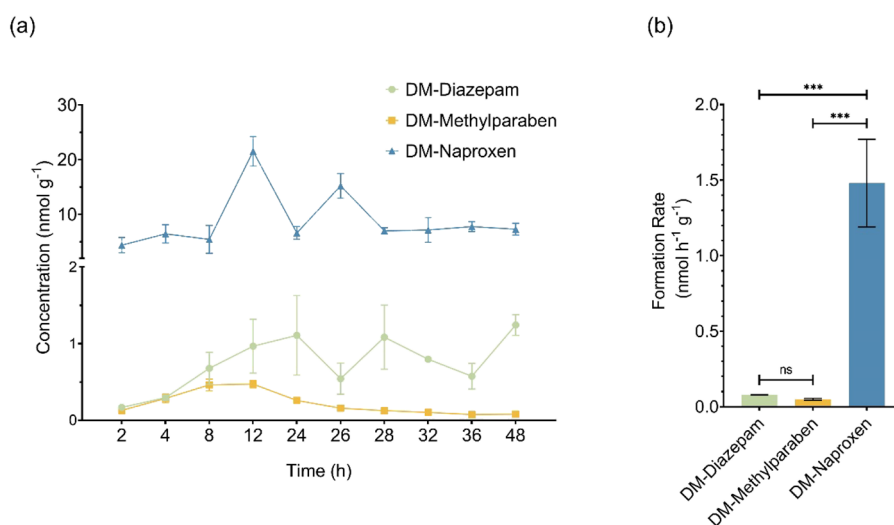 (a)
DM-Diazepam
DM-Methylparaben
DM-Naproxen
Concentration (nmol g⁻¹)
30
20
10
2
1
0
2 4 8 12 24 26 28 32 36 48
Time (h)
(b)
***
***
ns
Formation Rate
(nmol h⁻¹ g⁻¹)
2.0
1.5
1.0
0.5
0.0
DM-Diazepam
DM-Methylparaben
DM-Naproxen